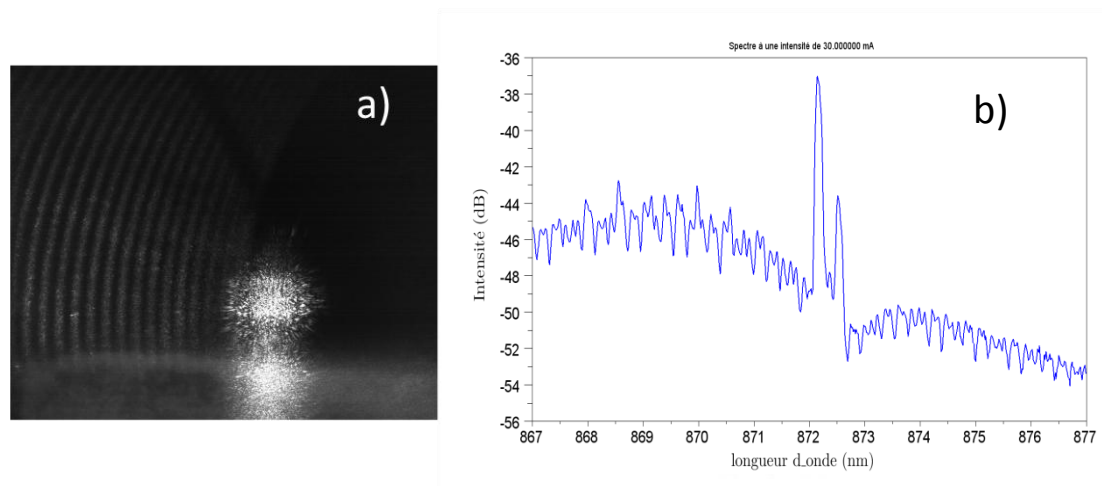 a)
Spectre à une intensité de 30.000000 mA
b)
Intensité (dB)
-36
-38
-40
-42
-44
-46
-48
-50
-52
-54
-56
867 868 869 870 871 872 873 874 875 876 877
longueur d_onde (nm)